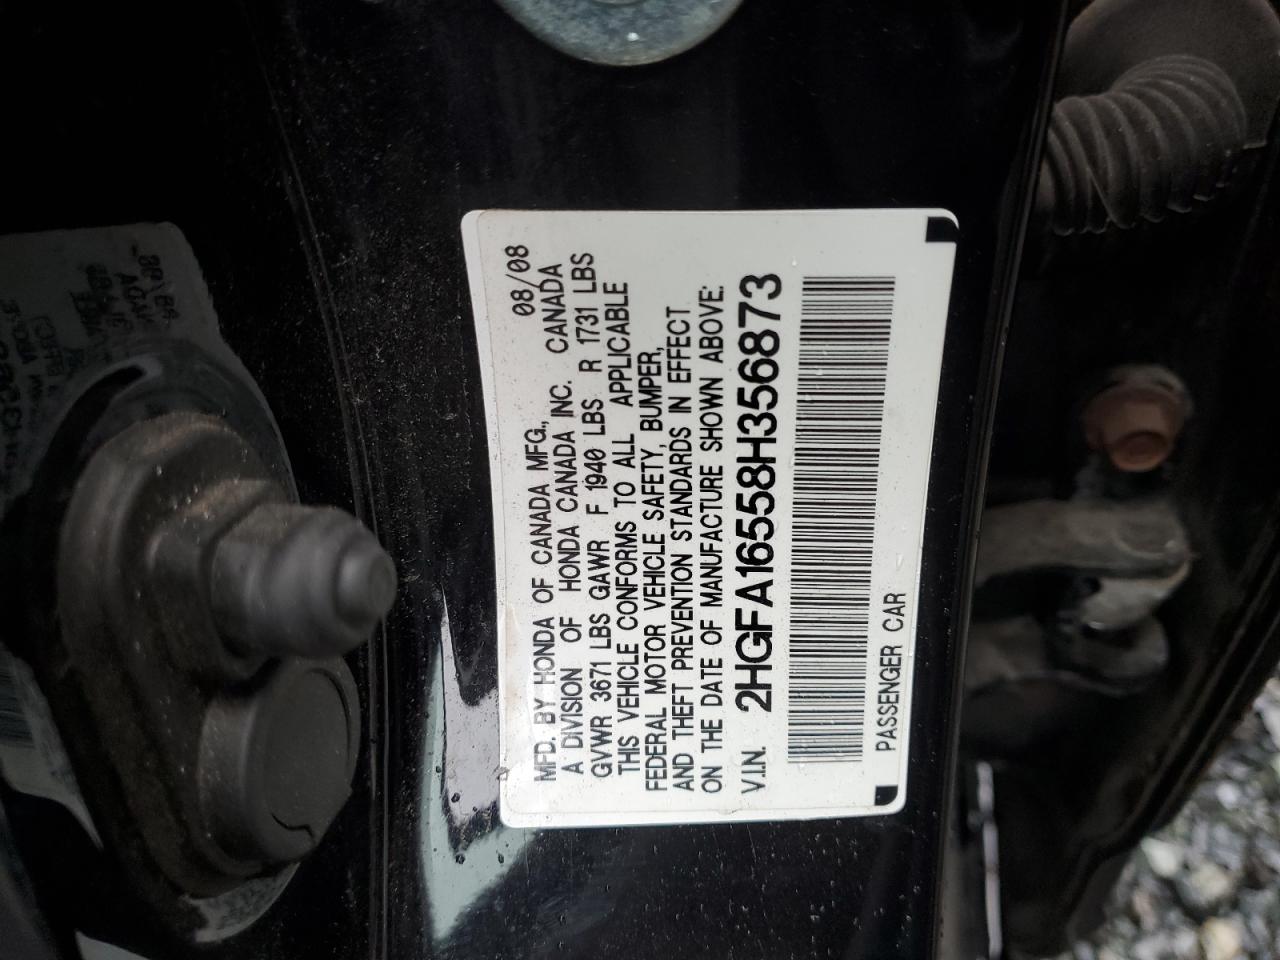 MFD. BY HONDA OF CANADA MFG., 08/08
A DIVISION OF HONDA CANADA INC. CANADA
GVWR 3671 LBS GAWR F 1940 LBS R 1731 LBS
THIS VEHICLE CONFORMS TO ALL APPLICABLE
FEDERAL MOTOR VEHICLE SAFETY, BUMPER,
AND THEFT PREVENTION STANDARDS IN EFFECT
ON THE DATE OF MANUFACTURE SHOWN ABOVE:
V.I.N. 2HGFA16558H356873
PASSENGER CAR